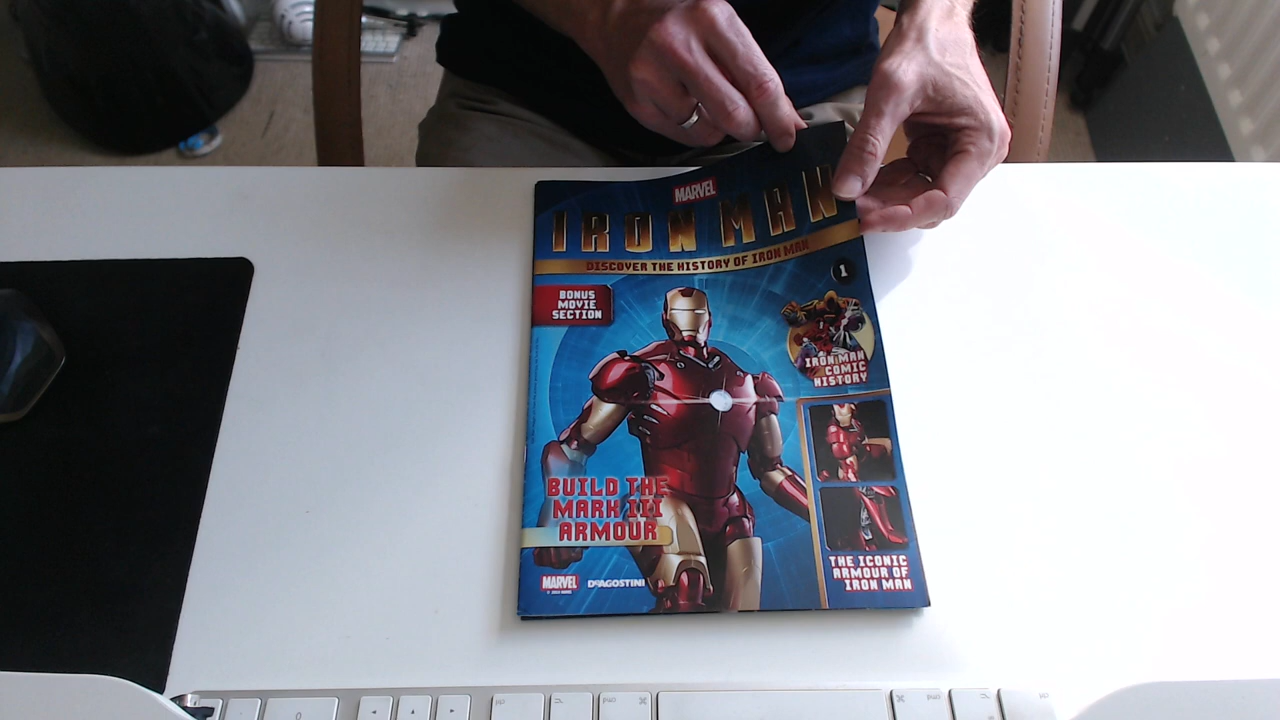 MARVEL
IRON MAN
DISCOVER THE HISTORY OF IRON MAN
1
BONUS
MOVIE
SECTION
IRON MAN
COMIC
HISTORY
BUILD THE
MARK III
ARMOUR
THE ICONIC
ARMOUR OF
IRON MAN
MARVEL
DeAGOSTINI